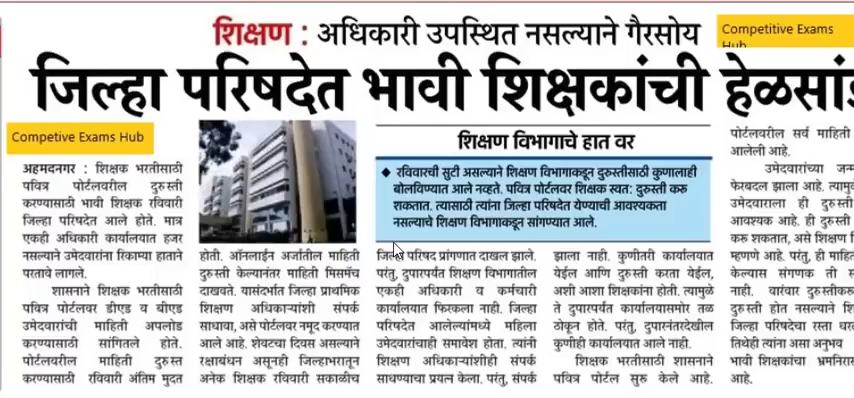 शिक्षण : अधिकारी उपस्थित नसल्याने गैरसोय
Competitive Exams
Hub
जिल्हा परिषदेत भावी शिक्षकांची
Competive Exams Hub
अहमदनगर : शिक्षक भरतीसाठी
पवित्र पोर्टलवरील दुरुस्ती
करण्यासाठी भावी शिक्षक रविवारी
जिल्हा परिषदेत आले होते. मात्र
एकही अधिकारी कार्यालयात हजर
नसल्याने उमेदवारांना रिकाम्या हाताने
परतावे लागले.
शासनाने शिक्षक भरतीसाठी
पवित्र पोर्टलवर डीएड व बीएड
उमेदवारांची माहिती अपलोड
करण्यासाठी सांगितले होते.
पोर्टलवरील माहिती दुरुस्त
करण्यासाठी रविवारी अंतिम मुदत
होती. ऑनलाईन अर्जातील माहिती
दुरुस्ती केल्यानंतर माहिती मिसमॅच
दाखवते. यासंदर्भात जिल्हा प्राथमिक
शिक्षण अधिकाऱ्यांशी संपर्क
साधावा, असे पोर्टलवर नमूद करण्यात
आले आहे. शेवटचा दिवस असल्याने
रक्षाबंधन असूनही जिल्हाभरातून
अनेक शिक्षक रविवारी सकाळीच
शिक्षण विभागाचे हात वर
◆ रविवारची सुटी असल्याने शिक्षण विभागाकडून दुरुस्तीसाठी कुणालाही
बोलविण्यात आले नव्हते. पवित्र पोर्टलवर शिक्षक स्वत: दुरुस्ती करू
शकतात. त्यासाठी त्यांना जिल्हा परिषदेत येण्याची आवश्यकता
नसल्याचे शिक्षण विभागाकडून सांगण्यात आले.
जिल्हा परिषद प्रांगणात दाखल झाले.
परंतु, दुपारपर्यंत शिक्षण विभागातील
एकही अधिकारी व कर्मचारी
कार्यालयात फिरकला नाही. जिल्हा
परिषदेत आलेल्यांमध्ये महिला
उमेदवारांचाही समावेश होता. त्यांनी
शिक्षण अधिकाऱ्यांशीही संपर्क
साधण्याचा प्रयत्न केला. परंतु, संपर्क
झाला नाही. कुणीतरी कार्यालयात
येईल आणि दुरुस्ती करता येईल,
अशी आशा शिक्षकांना होती. त्यामुळे
ते दुपारपर्यंत कार्यालयासमोर तळ
ठोकून होते. परंतु, दुपारनंतरदेखील
कुणीही कार्यालयात आले नाही.
शिक्षक भरतीसाठी शासनाने
पवित्र पोर्टल सुरु केले आहे.
पोर्टलवरील सर्व माहिती
आलेली आहे.
उमेदवारांच्या जन्म
फेरबदल झाला आहे. त्यामु
उमेदवाराला ही दुरुस्ती
आवश्यक आहे. ही दुरुस्ती
करू शकतात, असे शिक्षण
म्हणणे आहे. परंतु, ही माहि
केल्यास संगणक ती स
नाही. वारंवार दुरुस्तीकरु
दुरुस्ती होत नसल्याने शि
जिल्हा परिषदेचा रस्ता धर
तिथेही त्यांना असा अनुभव
भावी शिक्षकांचा भ्रमनिरास
आहे.